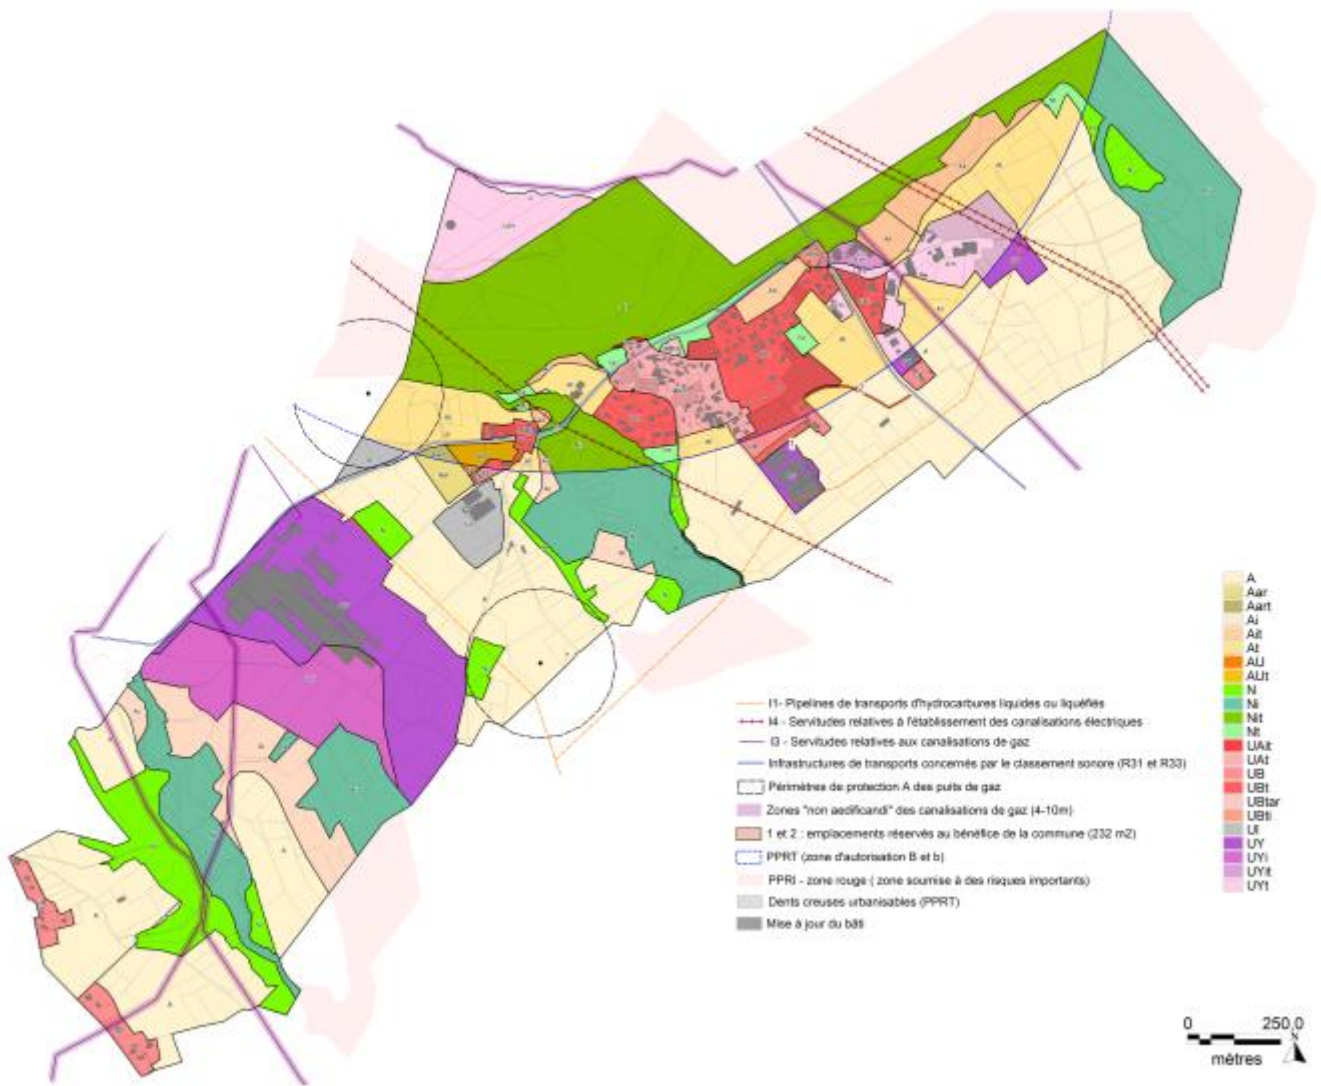 A
Aar
Aart
Ai
Ait
At
AU
AUt
N
Ni
Nit
Nt
UAit
UAt
UB
UBt
UBtar
UBti
UI
UY
UYi
UYit
UYt
I1- Pipelines de transports d'hydrocarbures liquides ou liquéfiés
I4 - Servitudes relatives à l'établissement des canalisations électriques
I3 - Servitudes relatives aux canalisations de gaz
Infrastructures de transports concernés par le classement sonore (R31 et R33)
Périmètres de protection A des puits de gaz
Zones "non aedificandi" des canalisations de gaz (4-10m)
1 et 2 : emplacements réservés au bénéfice de la commune (232 m2)
PPRT (zone d'autorisation B et b)
PPRI - zone rouge ( zone soumise à des risques importants)
Dents creuses urbanisables (PPRT)
Mise à jour du bâti
0 250,0
N
mètres